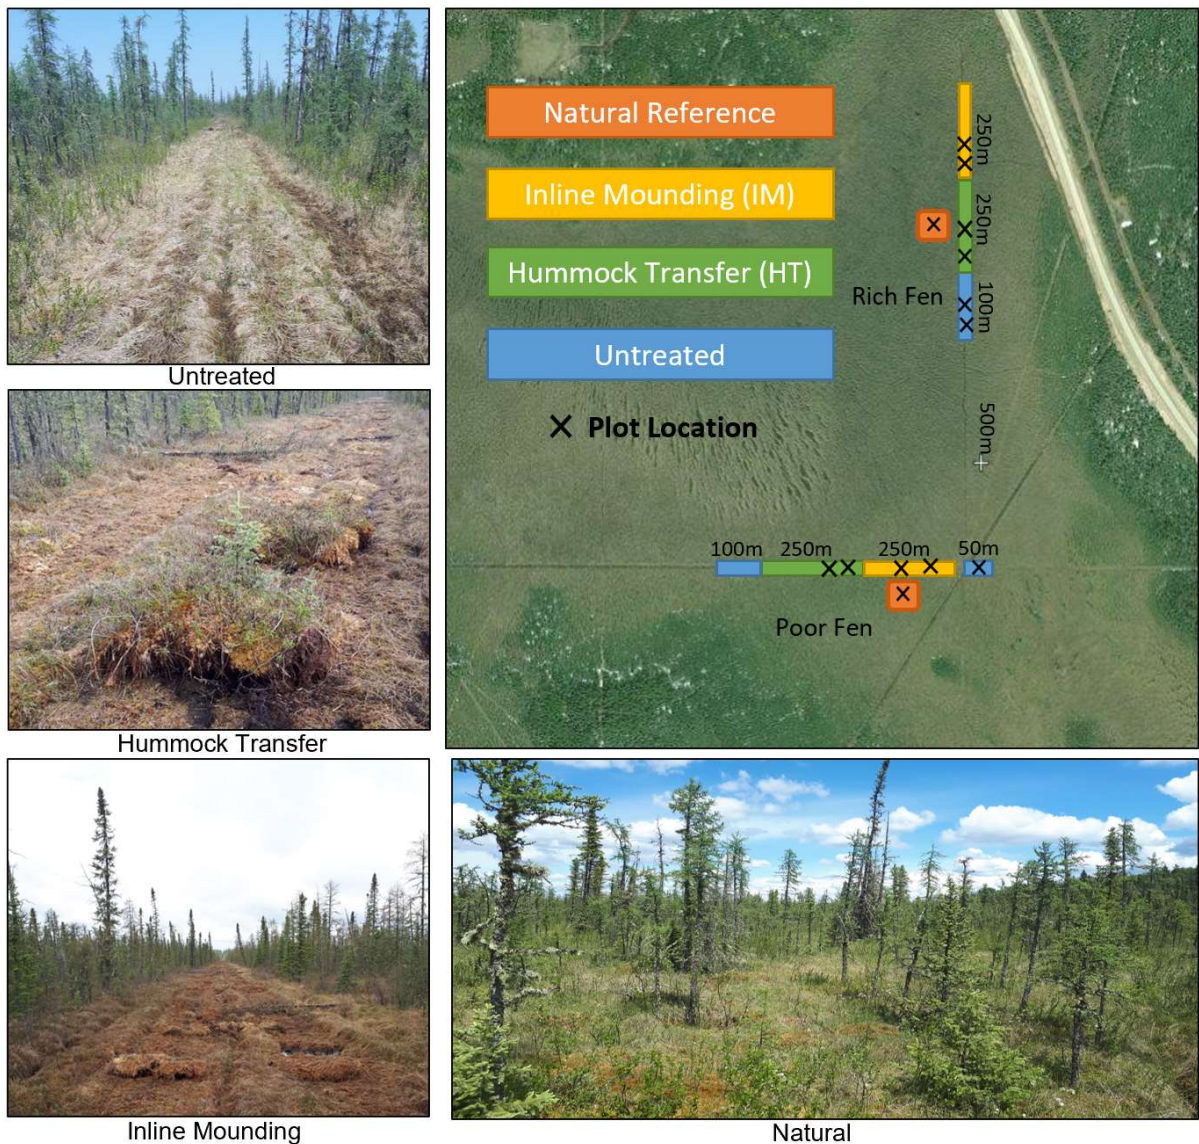 Untreated
Hummock Transfer
Inline Mounding
Natural Reference
Inline Mounding (IM)
Hummock Transfer (HT)
Untreated
X Plot Location
250m
250m
Rich Fen
100m
500m
100m
250m
250m
50m
Poor Fen
Natural